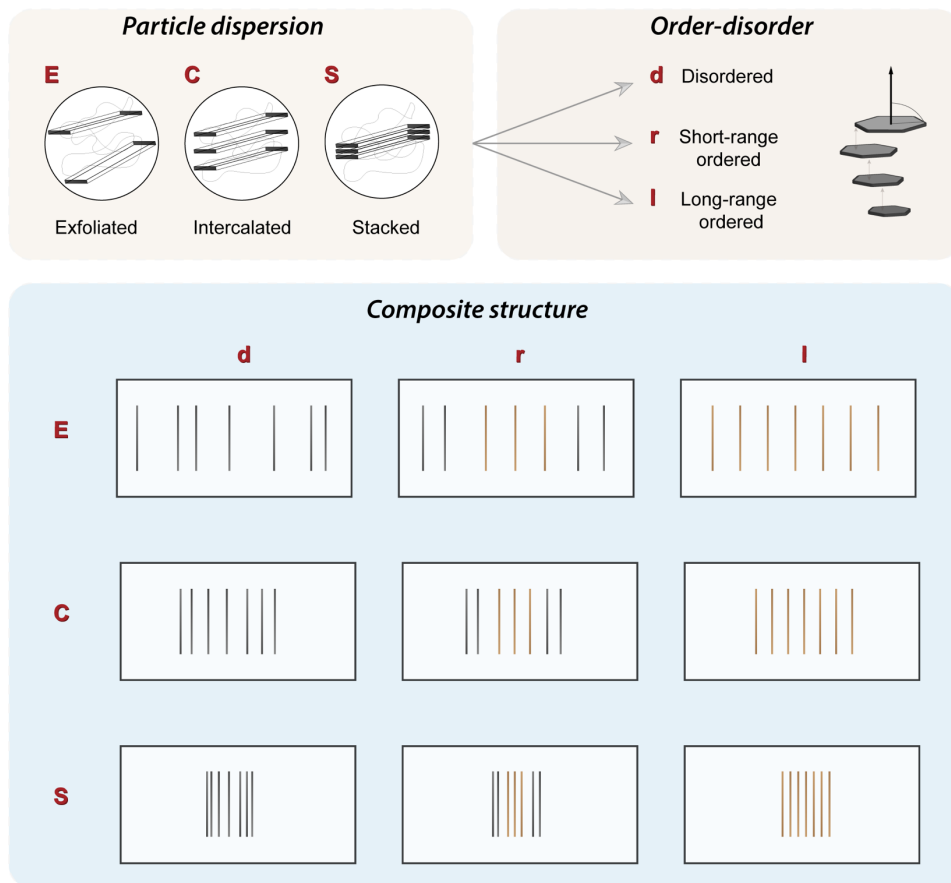 Particle dispersion
E
C
S
Exfoliated
Intercalated
Stacked
Order-disorder
d Disordered
r Short-range
ordered
l Long-range
ordered
Composite structure
d
r
l
E
C
S